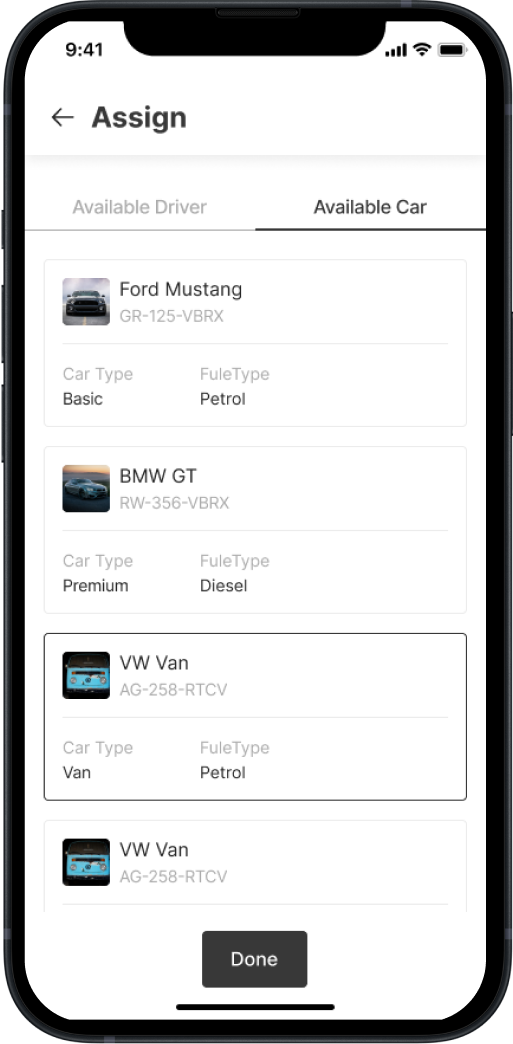 9:41
Assign
Available Driver Available Car
Ford Mustang
GR-125-VBRX
Car Type FuleType
Basic Petrol
BMW GT
RW-356-VBRX
Car Type FuleType
Premium Diesel
VW Van
AG-258-RTCV
Car Type FuleType
Van Petrol
VW Van
AG-258-RTCV
Done